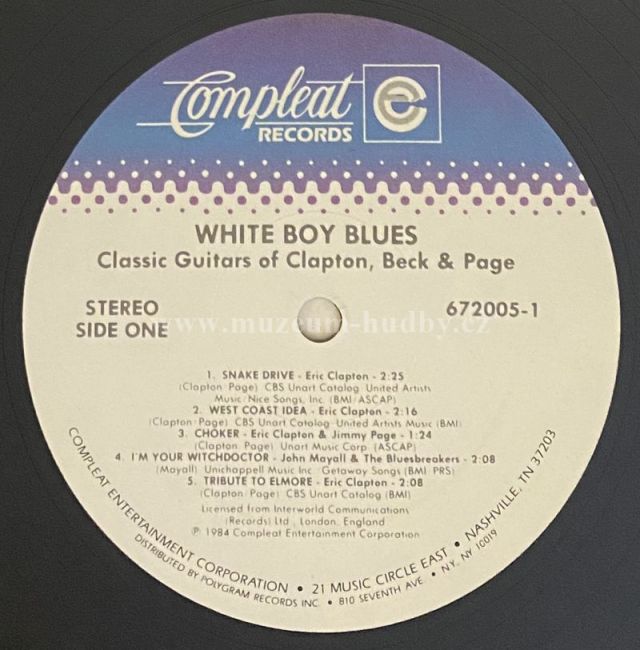 Compleat
RECORDS
e
WHITE BOY BLUES
Classic Guitars of Clapton, Beck & Page
STEREO
SIDE ONE
672005-1
www.muzeum-hudby.cz
1. SNAKE DRIVE - Eric Clapton - 2:25
(Clapton/Page) CBS Unart Catalog/United Artists
Music/Nice Songs, Inc. (BMI/ASCAP)
2. WEST COAST IDEA - Eric Clapton - 2:16
(Clapton/Page) CBS Unart Catalog/United Artists Music (BMI)
3. CHOKER - Eric Clapton & Jimmy Page - 1:24
(Clapton/Page) Unart Music Corp. (ASCAP)
4. I'M YOUR WITCHDOCTOR - John Mayall & The Bluesbreakers - 2:08
(Mayall) Unichappell Music Inc./Getaway Songs (BMI/PRS)
5. TRIBUTE TO ELMORE - Eric Clapton - 2:08
(Clapton/Page) CBS Unart Catalog (BMI)
Licensed from Interworld Communications
(Records) Ltd., London, England
℗ 1984 Compleat Entertainment Corporation
COMPLEAT ENTERTAINMENT CORPORATION • 21 MUSIC CIRCLE EAST • NASHVILLE, TN 37203
DISTRIBUTED BY POLYGRAM RECORDS INC. • 810 SEVENTH AVE. • NY, NY 10019